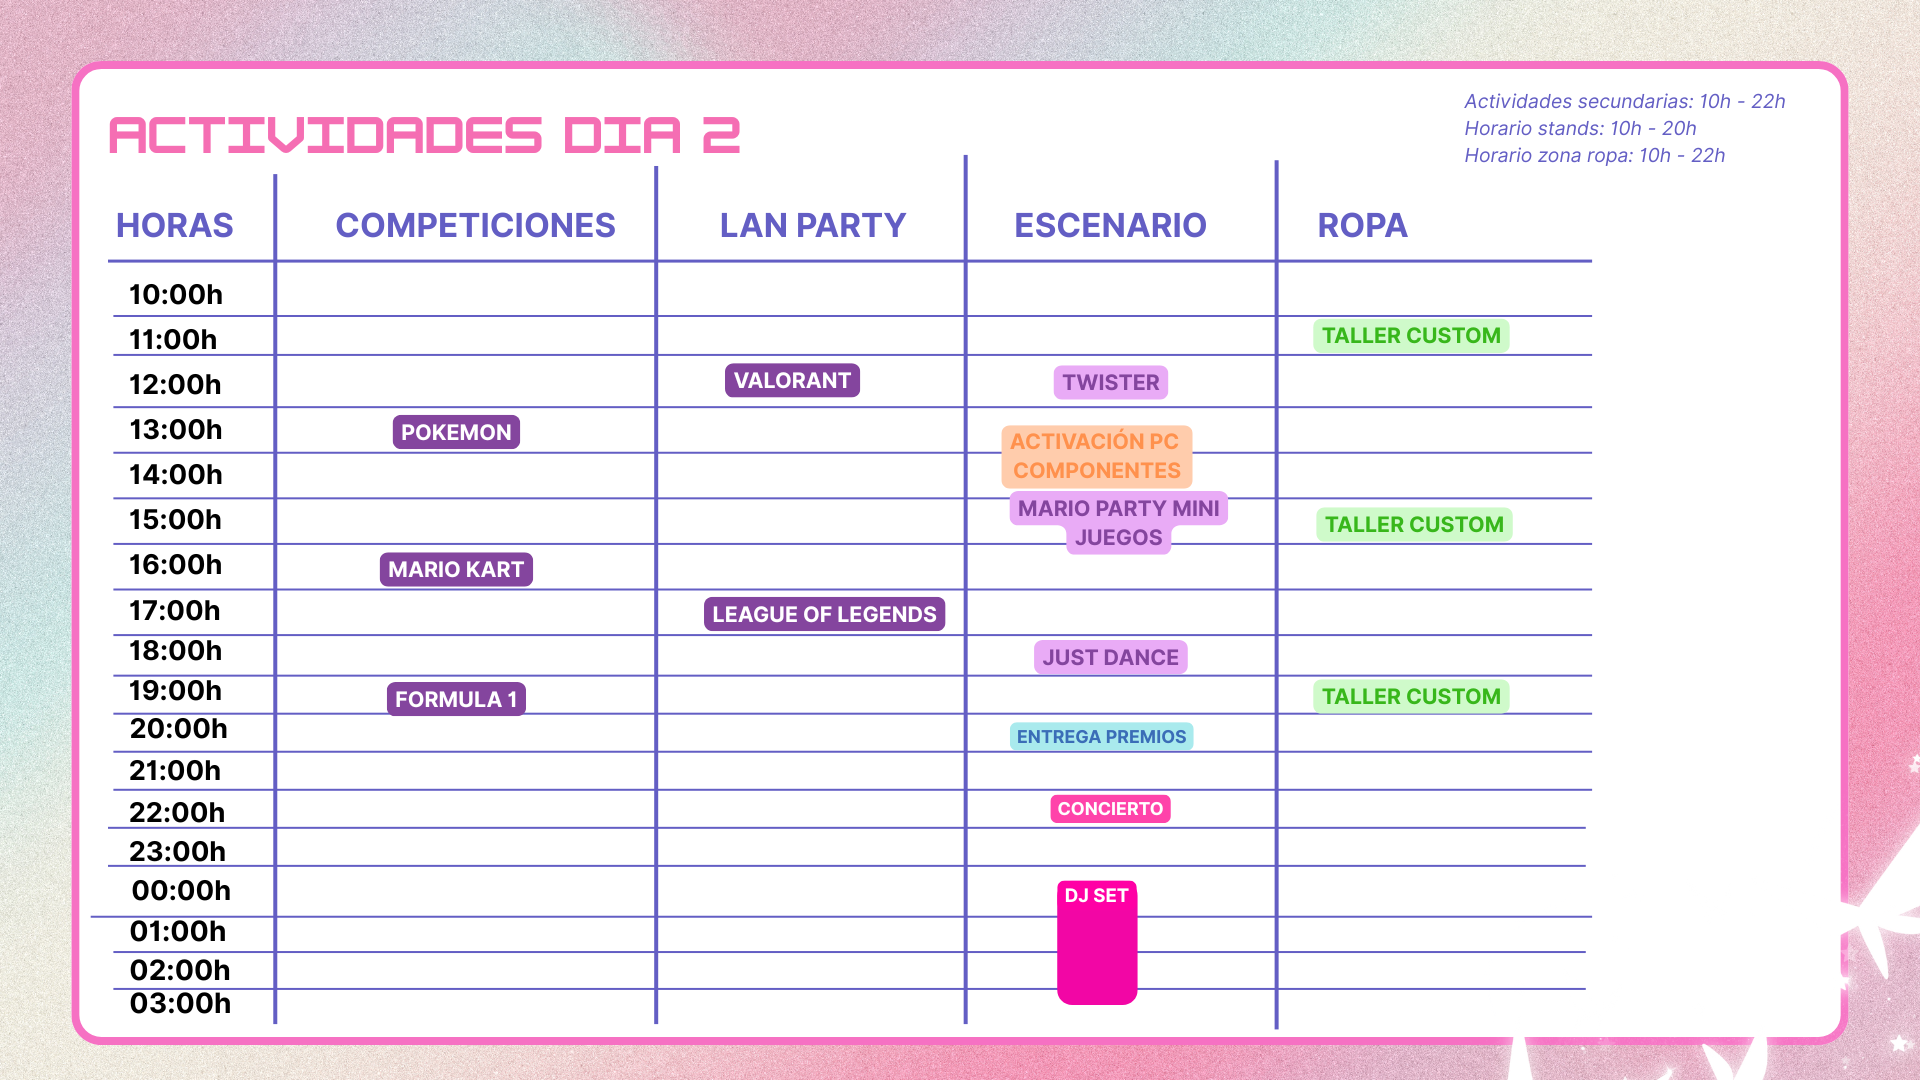 ACTIVIDADES DIA 2
Actividades secundarias: 10h - 22h
Horario stands: 10h - 20h
Horario zona ropa: 10h - 22h
HORAS COMPETICIONES LAN PARTY ESCENARIO ROPA
10:00h
11:00h TALLER CUSTOM
12:00h VALORANT TWISTER
13:00h POKEMON ACTIVACIÓN PC
COMPONENTES
14:00h
MARIO PARTY MINI
JUEGOS
15:00h TALLER CUSTOM
16:00h MARIO KART
17:00h LEAGUE OF LEGENDS
18:00h JUST DANCE
19:00h FORMULA 1 TALLER CUSTOM
20:00h ENTREGA PREMIOS
21:00h
22:00h CONCIERTO
23:00h
00:00h DJ SET
01:00h
02:00h
03:00h